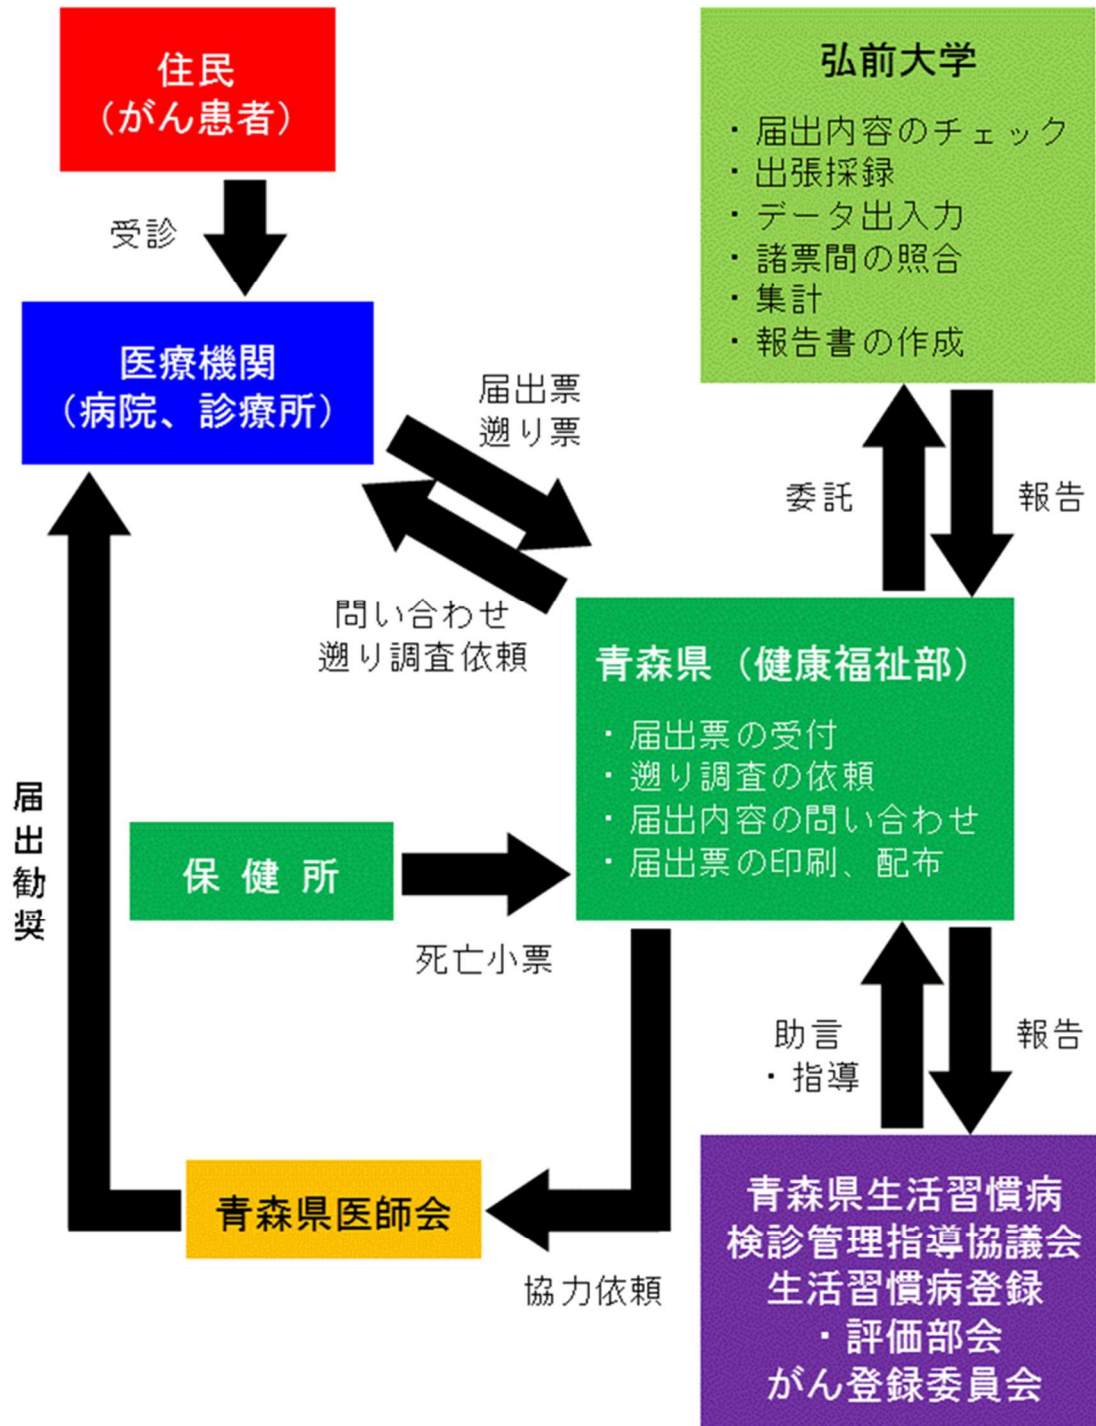 住民
（がん患者）
受診
医療機関
（病院、診療所）
届出票
遡り票
問い合わせ
遡り調査依頼
弘前大学
・届出内容のチェック
・出張採録
・データ出入力
・諸票間の照合
・集計
・報告書の作成
委託
報告
青森県（健康福祉部）
・届出票の受付
・遡り調査の依頼
・届出内容の問い合わせ
・届出票の印刷、配布
届出勧奨
保健所
死亡小票
助言
・指導
報告
青森県医師会
協力依頼
青森県生活習慣病
検診管理指導協議会
生活習慣病登録
・評価部会
がん登録委員会